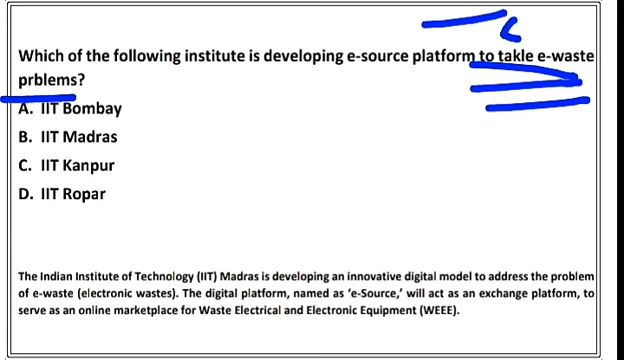 Which of the following institute is developing e-source platform to takle e-waste
prblems?
A. IIT Bombay
B. IIT Madras
C. IIT Kanpur
D. IIT Ropar
The Indian Institute of Technology (IIT) Madras is developing an innovative digital model to address the problem
of e-waste (electronic wastes). The digital platform, named as ‘e-Source,’ will act as an exchange platform, to
serve as an online marketplace for Waste Electrical and Electronic Equipment (WEEE).